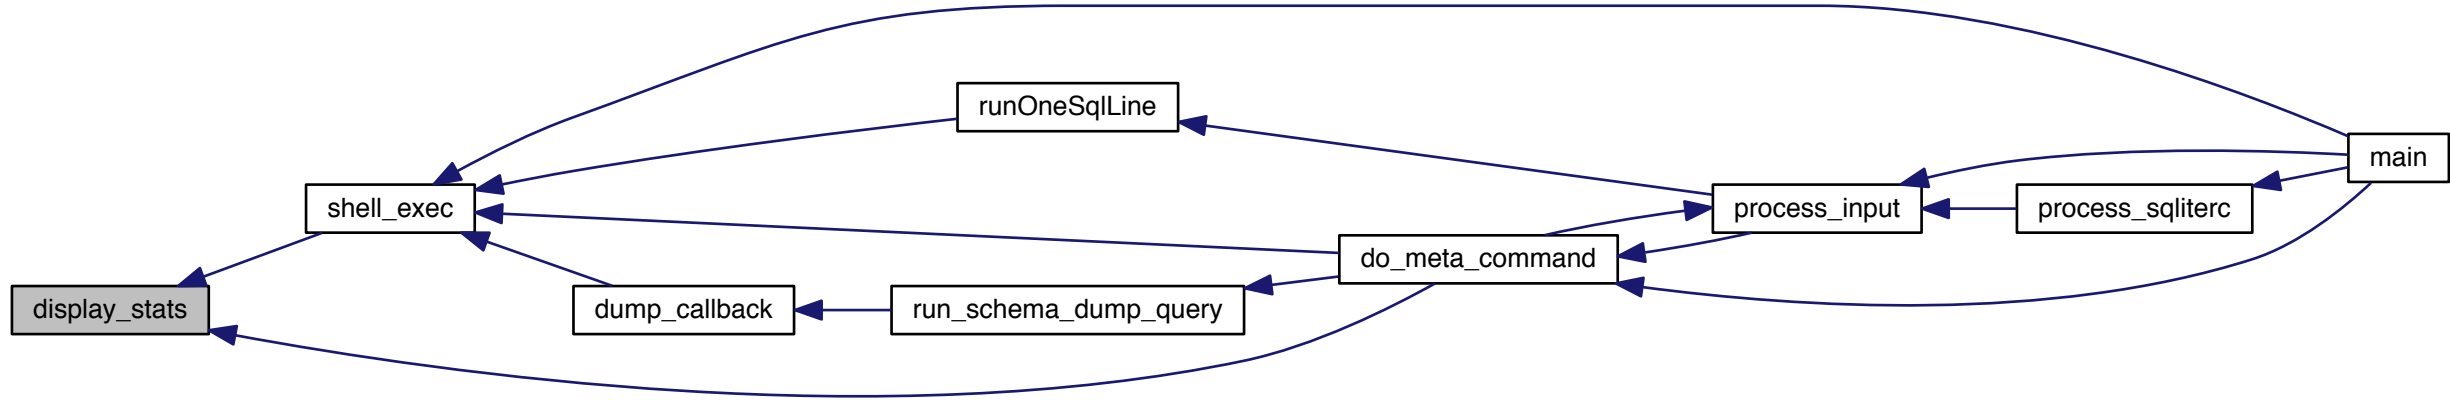 runOneSqlLine
main
shell_exec
process_input
process_sqliterc
do_meta_command
display_stats
dump_callback
run_schema_dump_query